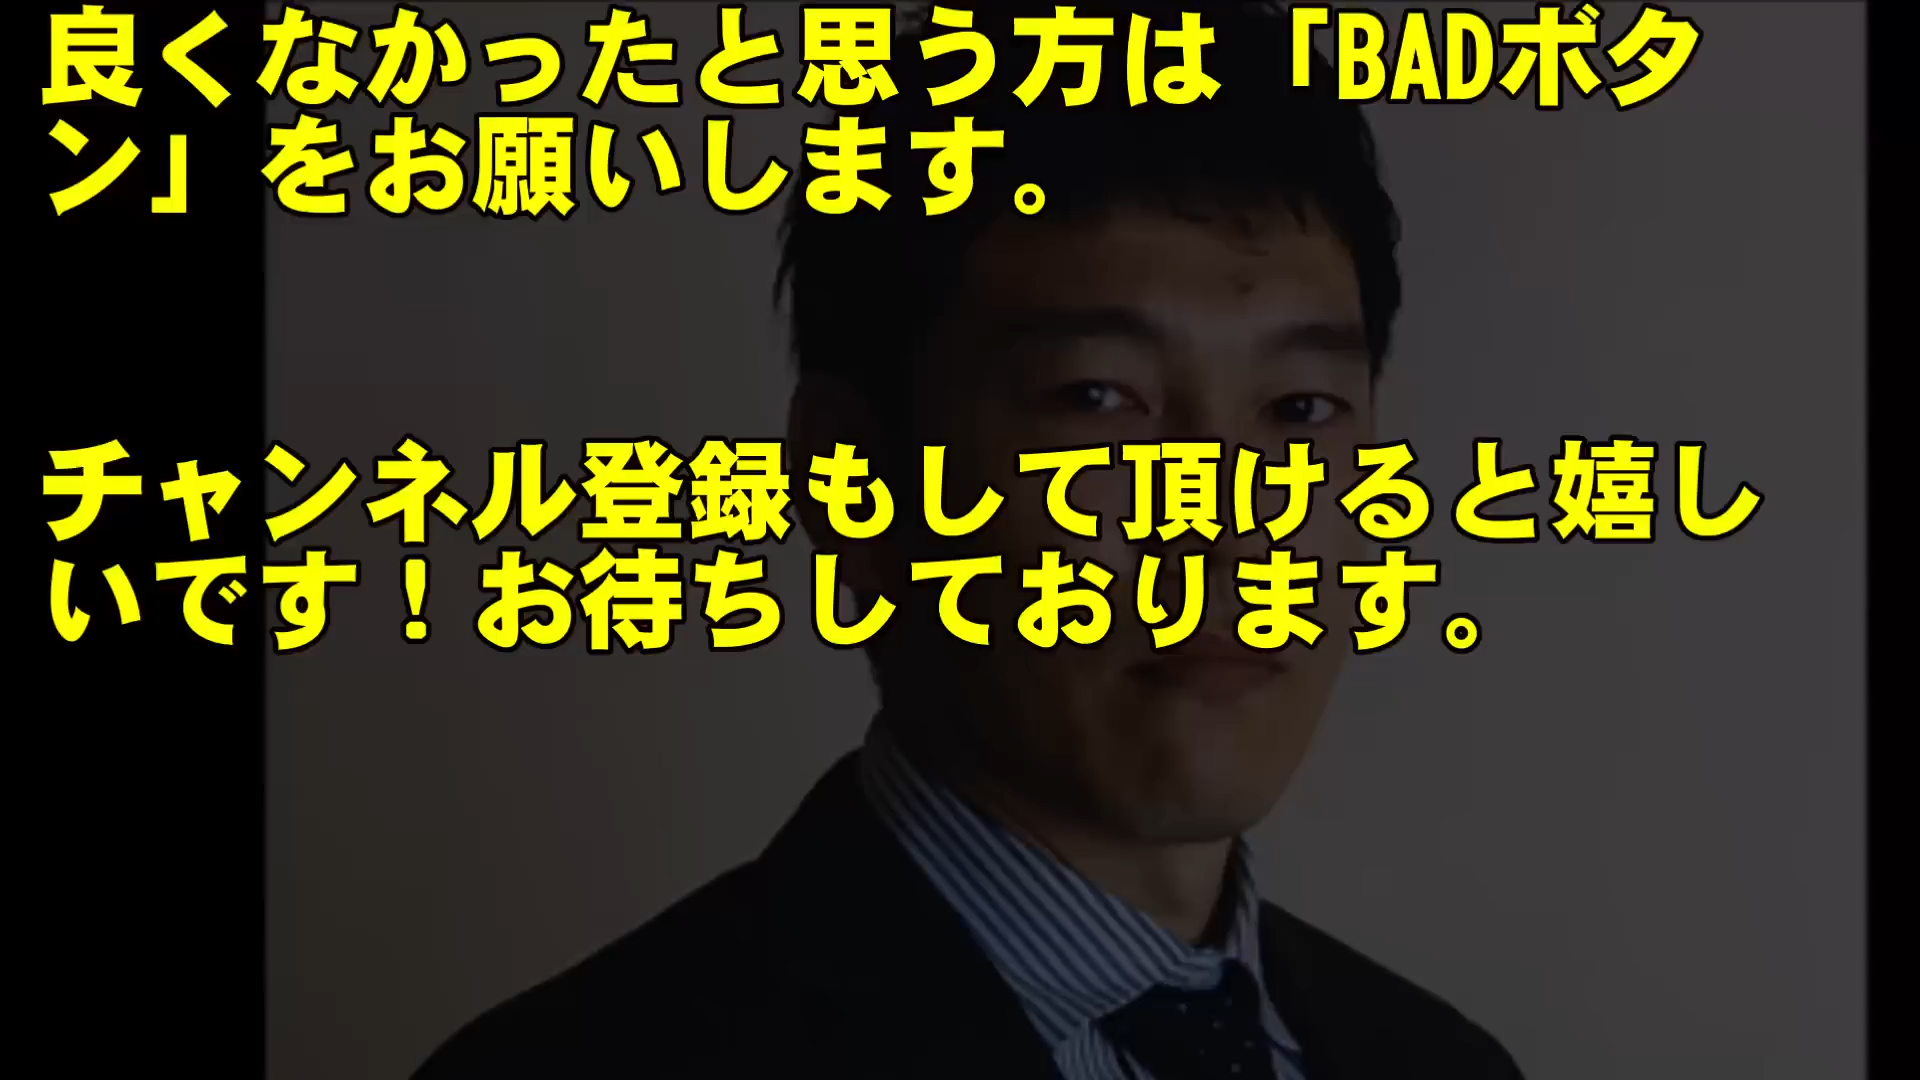 良くなかったと思う方は「BADボタ
ン」をお願いします。
チャンネル登録もして頂けると嬉し
いです！お待ちしております。